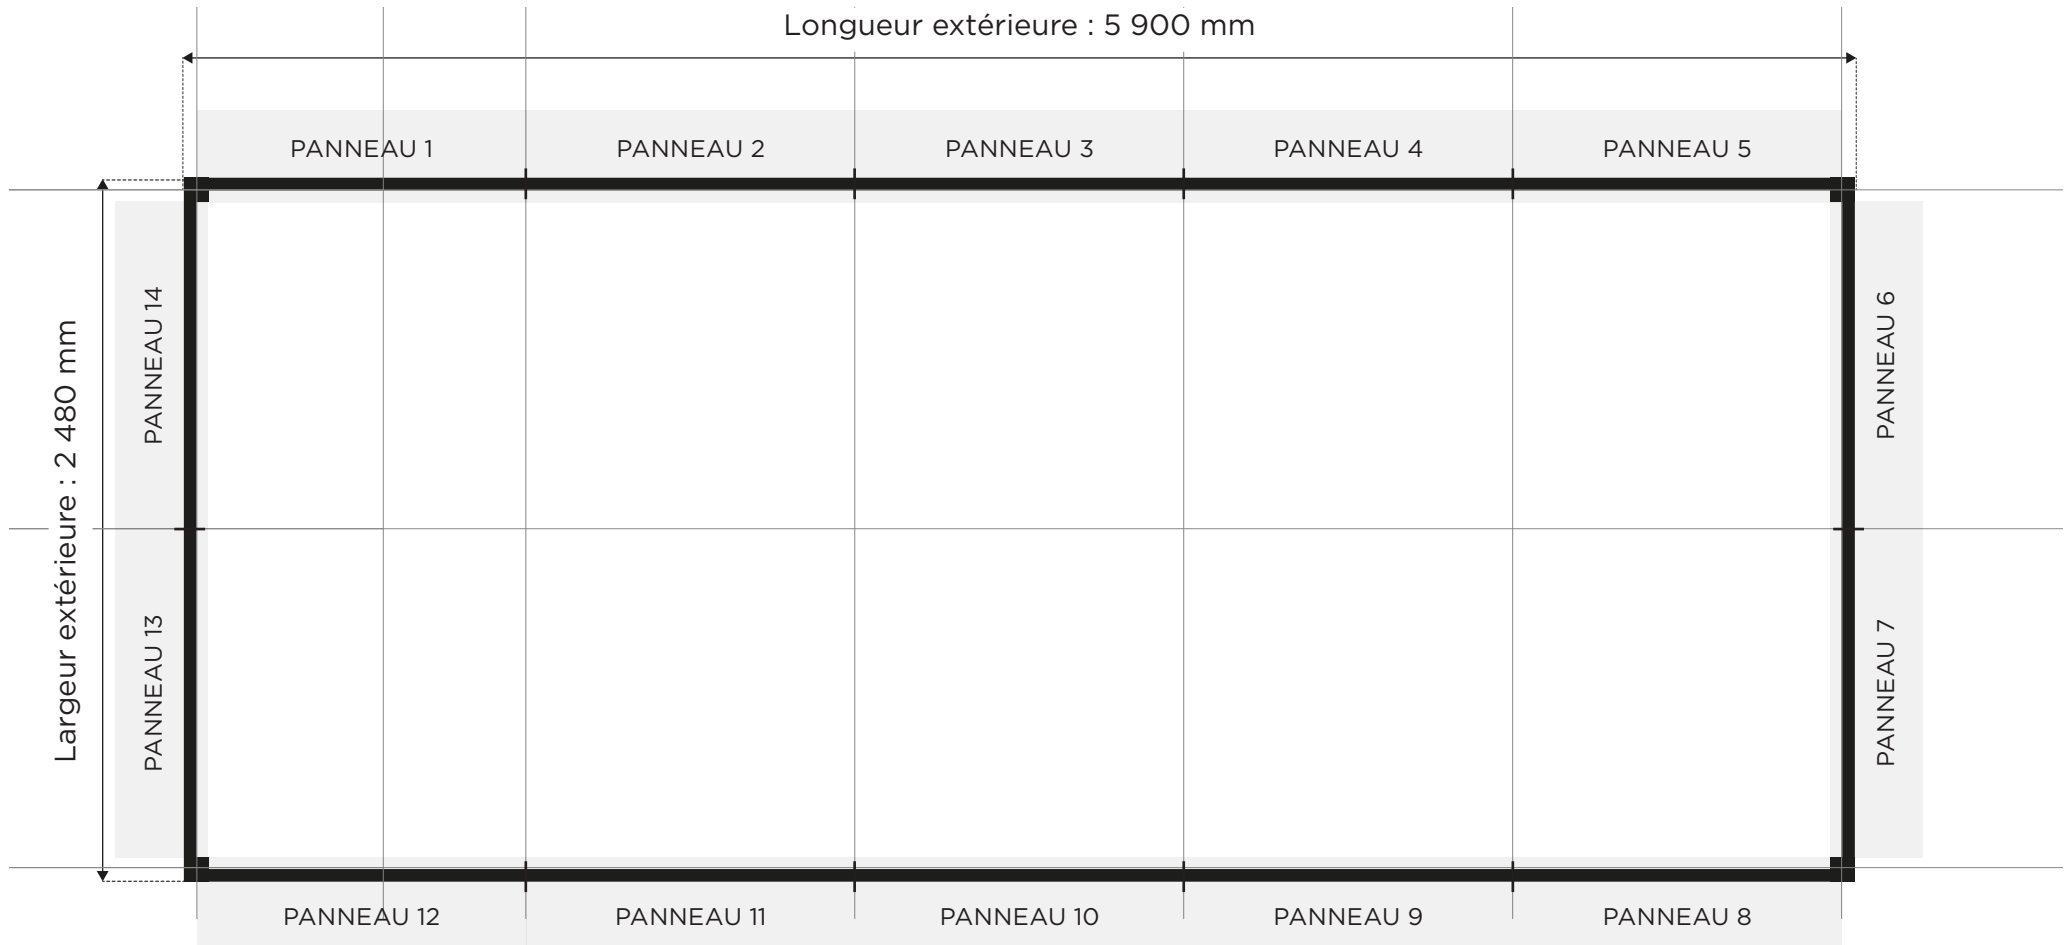 Longueur extérieure : 5 900 mm
PANNEAU 1
PANNEAU 2
PANNEAU 3
PANNEAU 4
PANNEAU 5
PANNEAU 14
PANNEAU 6
Largeur extérieure : 2 480 mm
PANNEAU 13
PANNEAU 7
PANNEAU 12
PANNEAU 11
PANNEAU 10
PANNEAU 9
PANNEAU 8